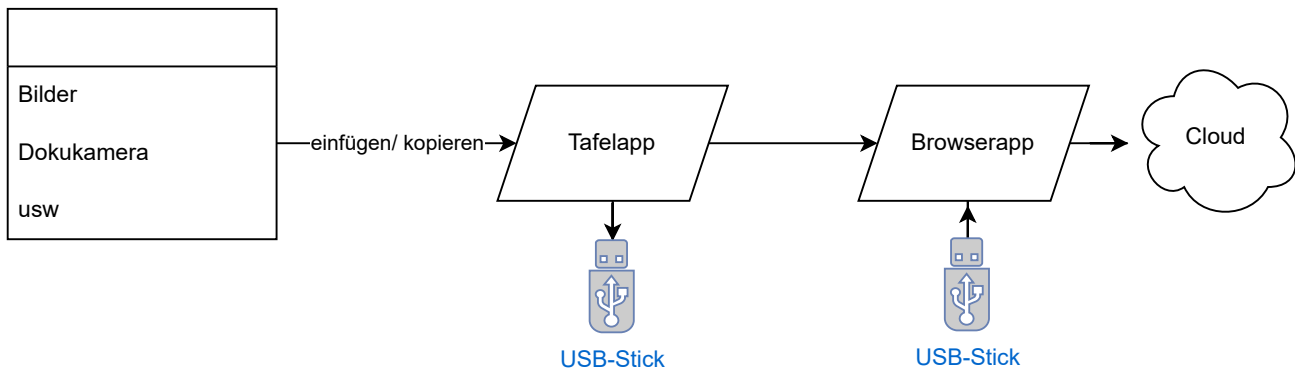 Bilder
Dokukamera
usw
einfügen/ kopieren
Tafelapp
Browserapp
Cloud
USB-Stick
USB-Stick